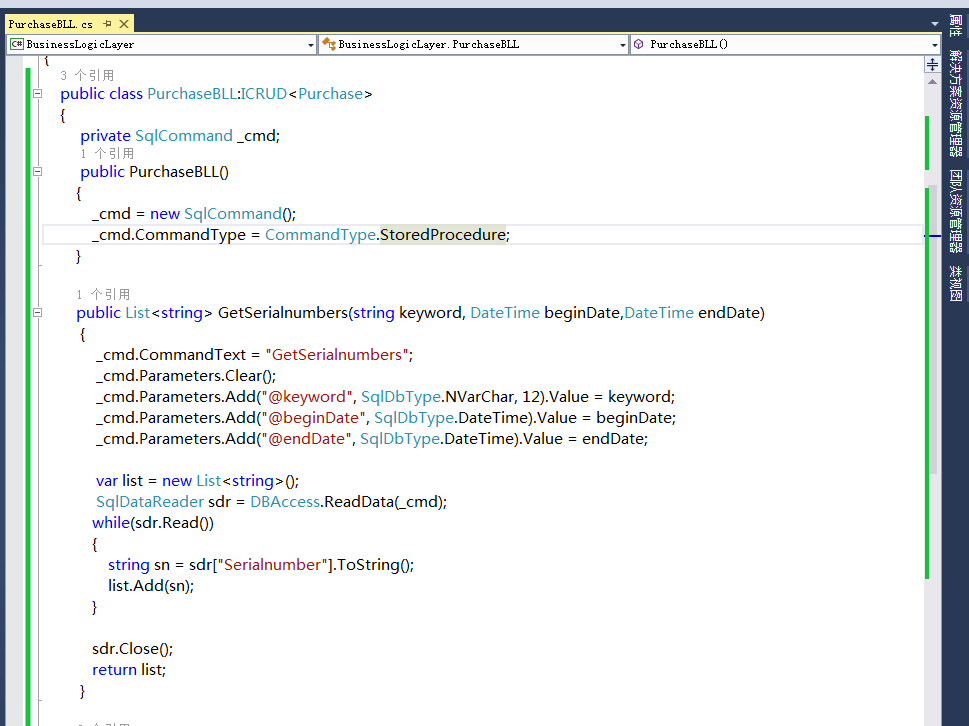 PurchaseBLL.cs
BusinessLogicLayer
BusinessLogicLayer.PurchaseBLL
PurchaseBLL()
{
3 个引用
public class PurchaseBLL:ICRUD<Purchase>
{
private SqlCommand _cmd;
1 个引用
public PurchaseBLL()
{
_cmd = new SqlCommand();
_cmd.CommandType = CommandType.StoredProcedure;
}
1 个引用
public List<string> GetSerialnumbers(string keyword, DateTime beginDate,DateTime endDate)
{
_cmd.CommandText = "GetSerialnumbers";
_cmd.Parameters.Clear();
_cmd.Parameters.Add("@keyword", SqlDbType.NVarChar, 12).Value = keyword;
_cmd.Parameters.Add("@beginDate", SqlDbType.DateTime).Value = beginDate;
_cmd.Parameters.Add("@endDate", SqlDbType.DateTime).Value = endDate;
var list = new List<string>();
SqlDataReader sdr = DBAccess.ReadData(_cmd);
while(sdr.Read())
{
string sn = sdr["Serialnumber"].ToString();
list.Add(sn);
}
sdr.Close();
return list;
}
个引用
属性
解决方案资源管理器
团队资源管理器
类视图